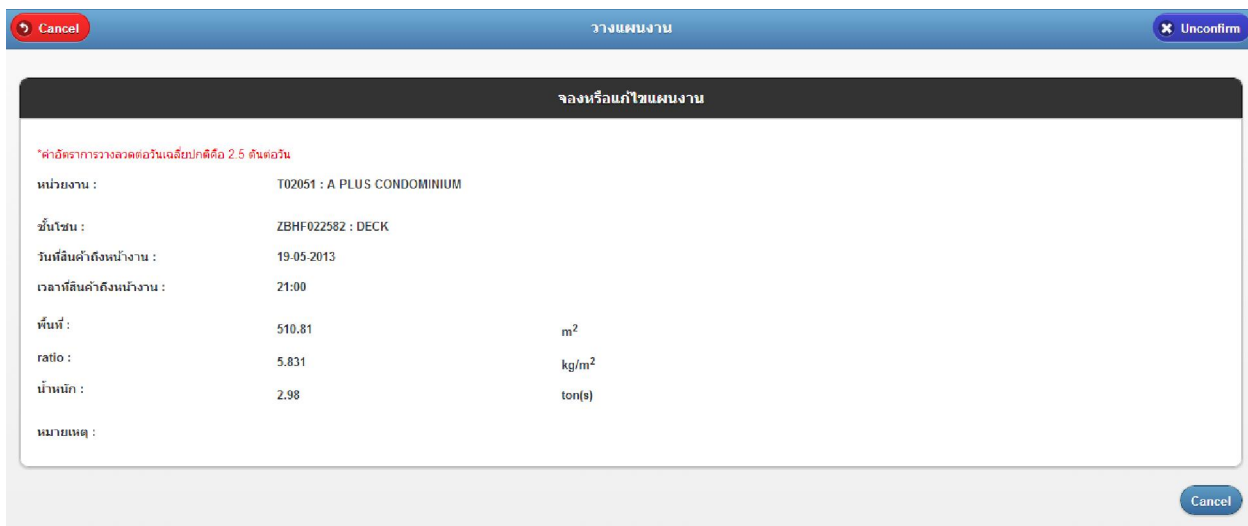 Cancel
วางแผนงาน
Unconfirm
จองหรือแก้ไขแผนงาน
*ค่าอัตราการวางลวดต่อวันเฉลี่ยปกติคือ 2.5 ตันต่อวัน
หน่วยงาน : T02051 : A PLUS CONDOMINIUM
ชั้นโซน : ZBHF022582 : DECK
วันที่สินค้าถึงหน้างาน : 19-05-2013
เวลาที่สินค้าถึงหน้างาน : 21:00
พื้นที่ : 510.81 m²
ratio : 5.831 kg/m²
น้ำหนัก : 2.98 ton(s)
หมายเหตุ :
Cancel